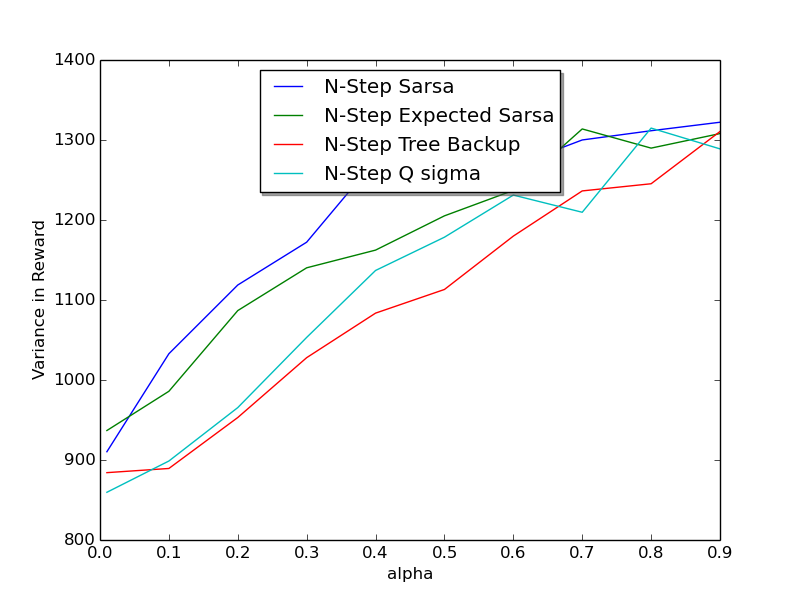 1400
1300
1200
1100
1000
900
800
Variance in Reward
N-Step Sarsa
N-Step Expected Sarsa
N-Step Tree Backup
N-Step Q sigma
0.0 0.1 0.2 0.3 0.4 0.5 0.6 0.7 0.8 0.9
alpha